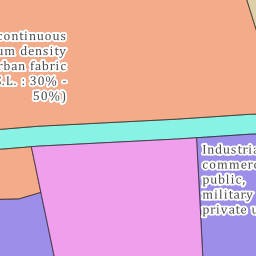 continuous
um density
rban fabric
S.L. : 30% -
50%)
Industria
commerc
public,
military
private u